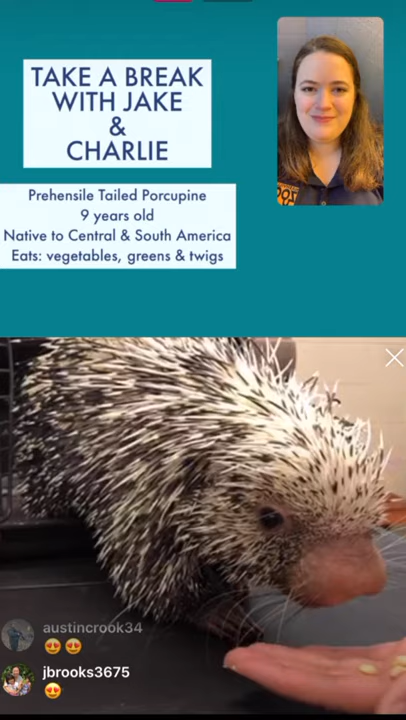 TAKE A BREAK
WITH JAKE
&
CHARLIE
Prehensile Tailed Porcupine
9 years old
Native to Central & South America
Eats: vegetables, greens & twigs
austincrook34
jbrooks3675